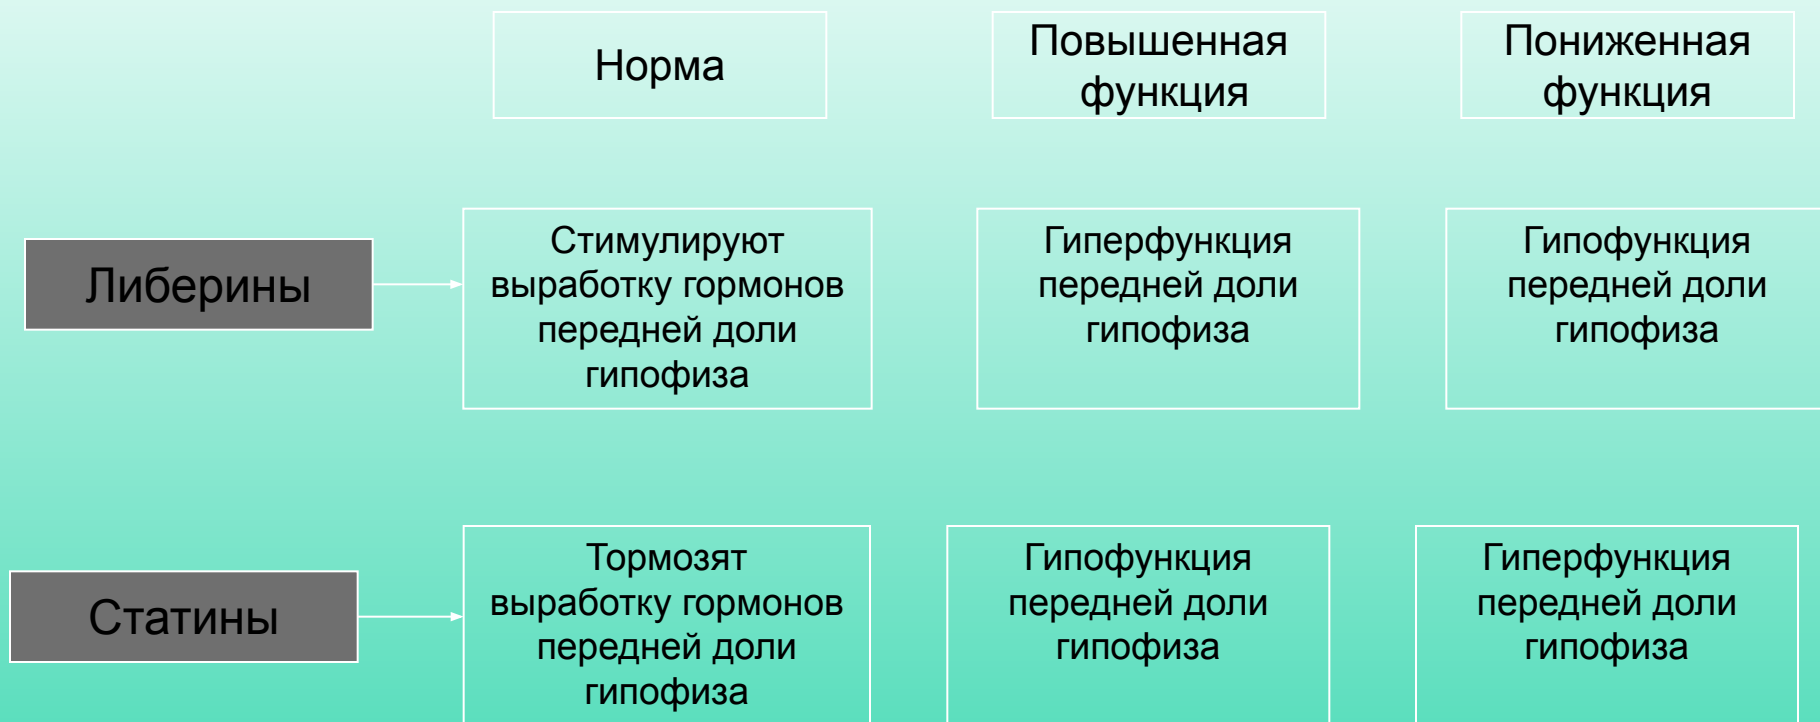 Норма
Повышенная
функция
Пониженная
функция
Либерины
Стимулируют
выработку гормонов
передней доли
гипофиза
Гиперфункция
передней доли
гипофиза
Гипофункция
передней доли
гипофиза
Статины
Тормозят
выработку гормонов
передней доли
гипофиза
Гипофункция
передней доли
гипофиза
Гиперфункция
передней доли
гипофиза